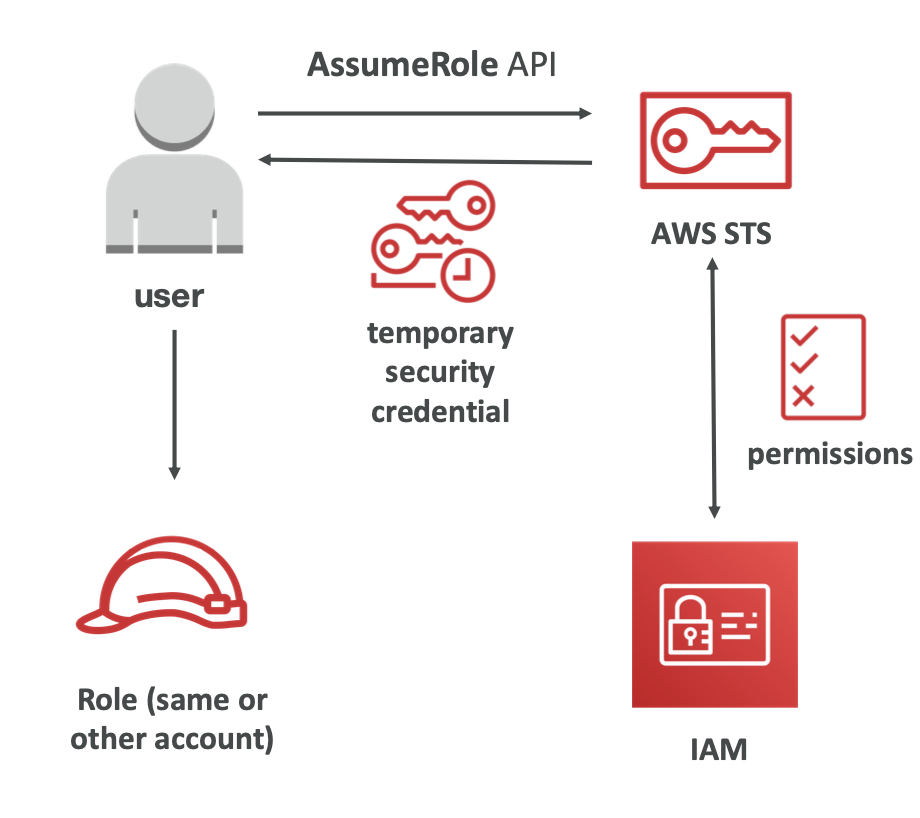 AssumeRole API
AWS STS
user
temporary
security
credential
permissions
Role (same or
other account)
IAM